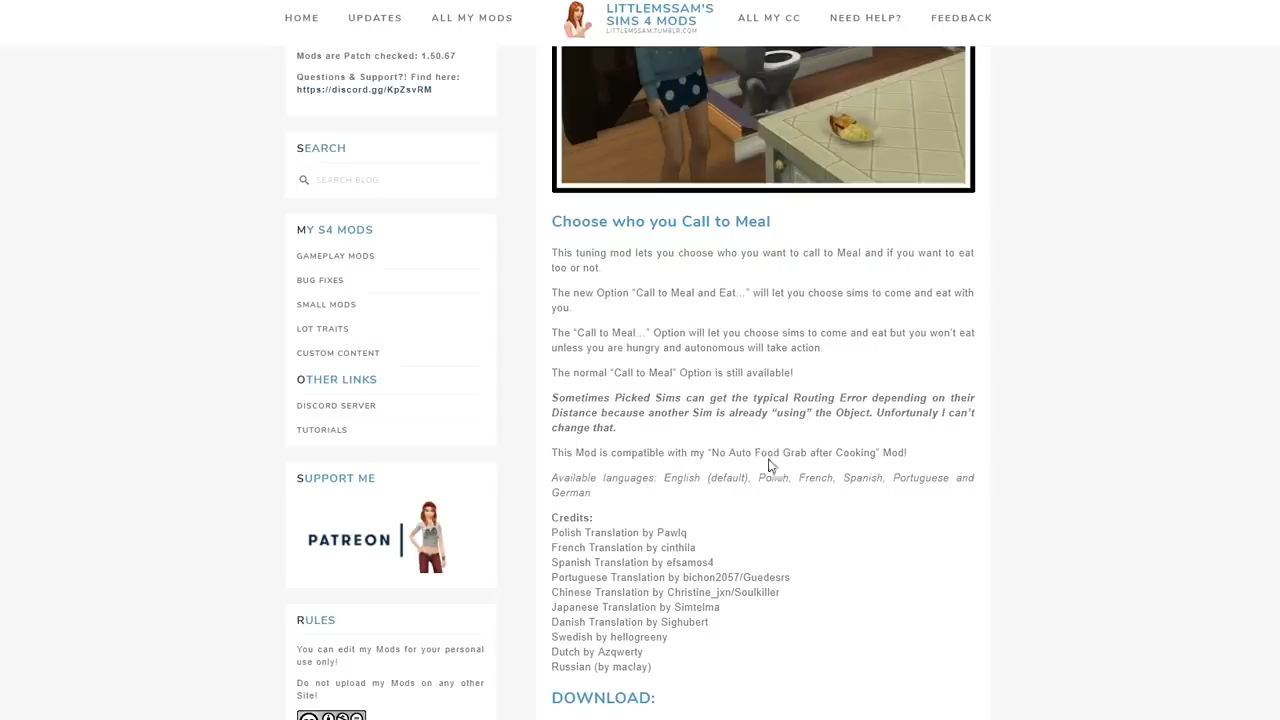 HOME
UPDATES
ALL MY MODS
LITTLEMSSAM'S
SIMS 4 MODS
LITTLEMSSAM.TUMBLR.COM
ALL MY CC
NEED HELP?
FEEDBACK
Mods are Patch checked: 1.50.67
Questions & Support?! Find here:
https://discord.gg/KpZsvRM
SEARCH
SEARCH BLOG
MY S4 MODS
GAMEPLAY MODS
BUG FIXES
SMALL MODS
LOT TRAITS
CUSTOM CONTENT
OTHER LINKS
DISCORD SERVER
TUTORIALS
SUPPORT ME
PATREON
RULES
You can edit my Mods for your personal
use only!
Do not upload my Mods on any other
Site!
Choose who you Call to Meal
This tuning mod lets you choose who you want to call to Meal and if you want to eat
too or not.
The new Option “Call to Meal and Eat…” will let you choose sims to come and eat with
you.
The “Call to Meal…” Option will let you choose sims to come and eat but you won’t eat
unless you are hungry and autonomous will take action.
The normal “Call to Meal” Option is still available!
Sometimes Picked Sims can get the typical Routing Error depending on their
Distance because another Sim is already “using” the Object. Unfortunaly I can’t
change that.
This Mod is compatible with my “No Auto Food Grab after Cooking” Mod!
Available languages: English (default), Polish, French, Spanish, Portuguese and
German
Credits:
Polish Translation by Pawlq
French Translation by cinthila
Spanish Translation by efsamos4
Portuguese Translation by bichon2057/Guedesrs
Chinese Translation by Christine_jxn/Soulkiller
Japanese Translation by Simtelma
Danish Translation by Sighubert
Swedish by hellogreeny
Dutch by Azqwerty
Russian (by maclay)
DOWNLOAD: